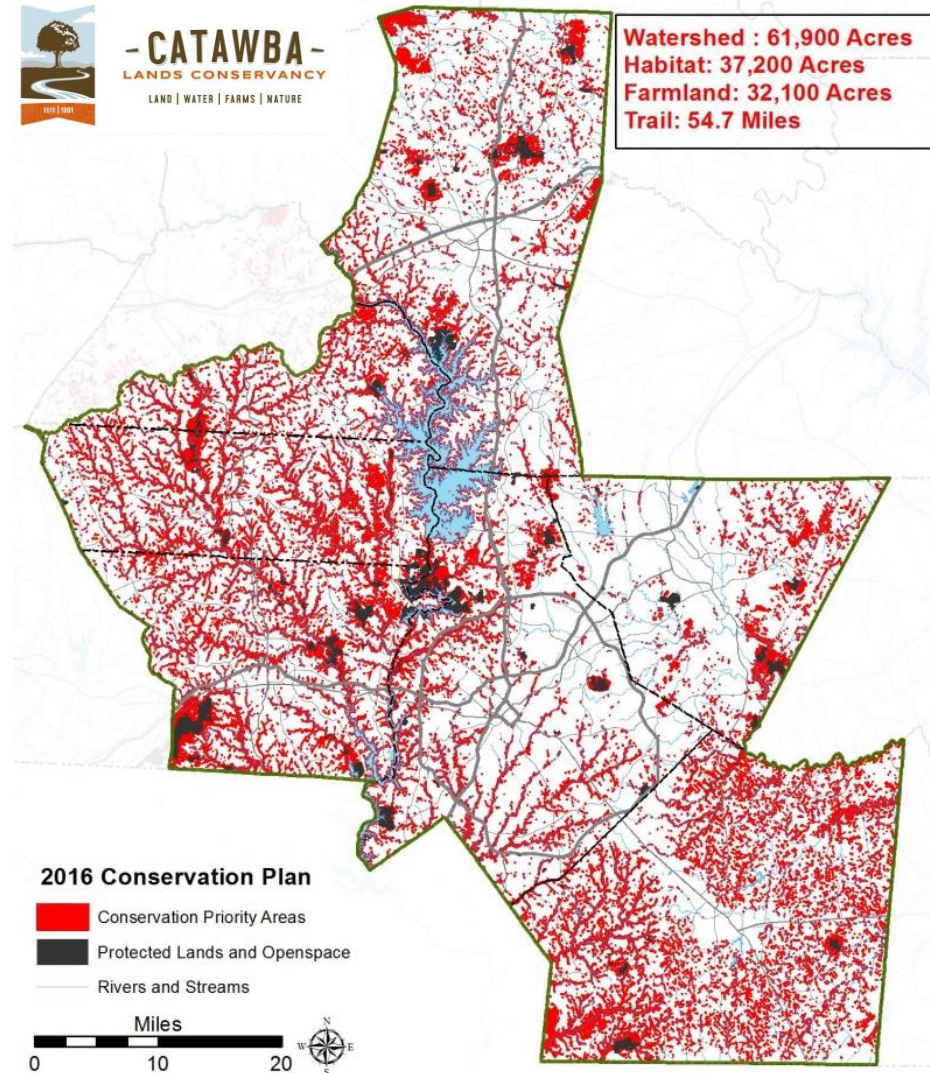 - CATAWBA -
LANDS CONSERVANCY
LAND | WATER | FARMS | NATURE
ESTD | 1991
Watershed : 61,900 Acres
Habitat: 37,200 Acres
Farmland: 32,100 Acres
Trail: 54.7 Miles
2016 Conservation Plan
Conservation Priority Areas
Protected Lands and Openspace
Rivers and Streams
Miles
0 10 20
N
W E
S